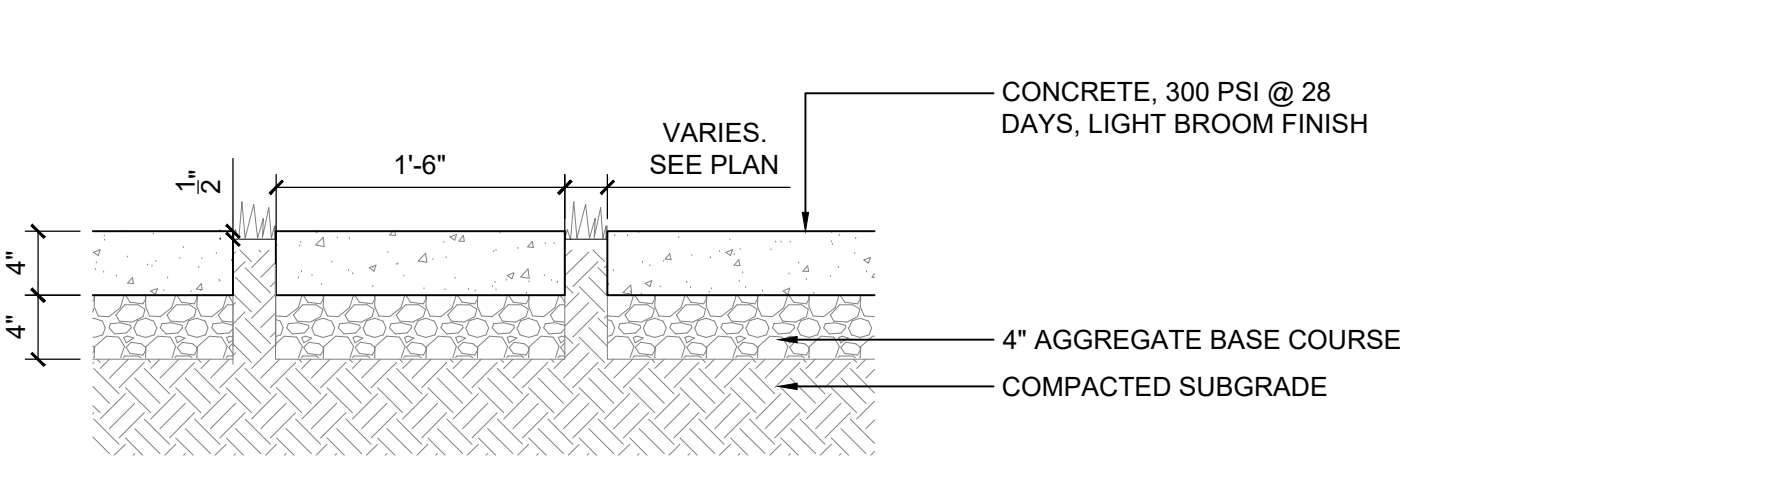 CONCRETE, 300 PSI @ 28
DAYS, LIGHT BROOM FINISH
VARIES.
SEE PLAN
1'-6"
1/2"
4"
4"
4" AGGREGATE BASE COURSE
COMPACTED SUBGRADE